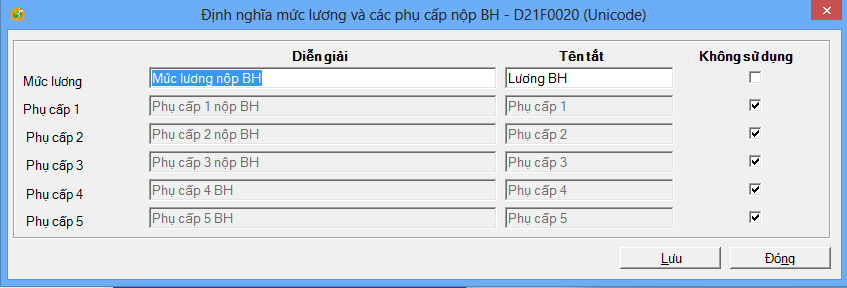 Định nghĩa mức lương và các phụ cấp nộp BH - D21F0020 (Unicode)
Diễn giải Tên tắt Không sử dụng
Mức lương Mức lương nộp BH Lương BH
Phụ cấp 1 Phụ cấp 1 nộp BH Phụ cấp 1
Phụ cấp 2 Phụ cấp 2 nộp BH Phụ cấp 2
Phụ cấp 3 Phụ cấp 3 nộp BH Phụ cấp 3
Phụ cấp 4 Phụ cấp 4 BH Phụ cấp 4
Phụ cấp 5 Phụ cấp 5 BH Phụ cấp 5
Lưu Đóng